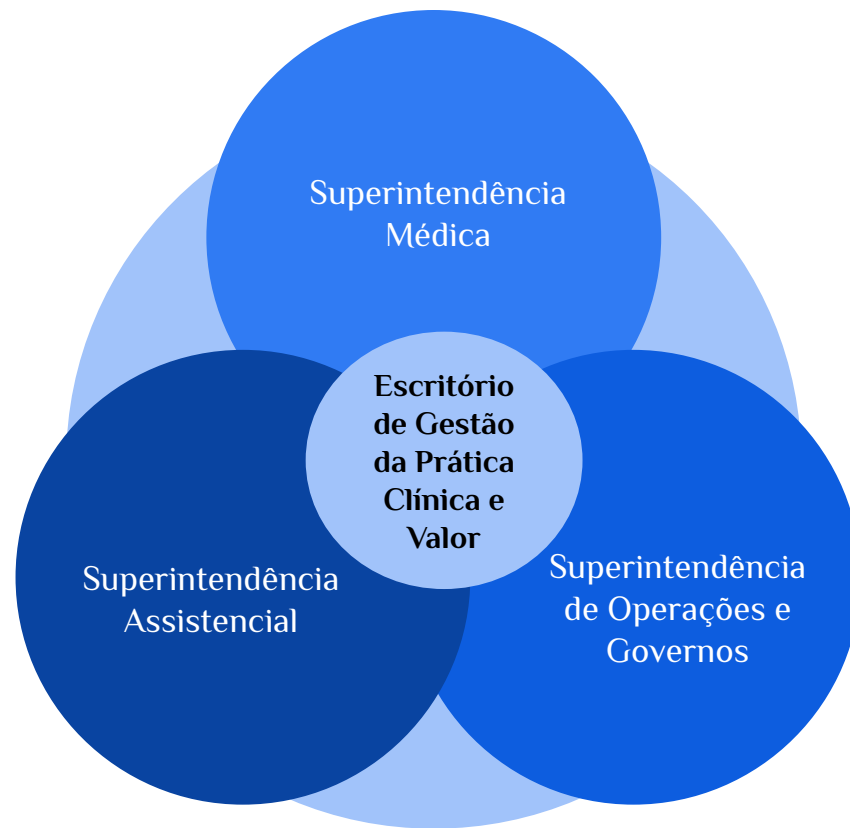 Superintendência
Médica
Escritório
de Gestão
da Prática
Clínica e
Valor
Superintendência
Assistencial
Superintendência
de Operações e
Governos